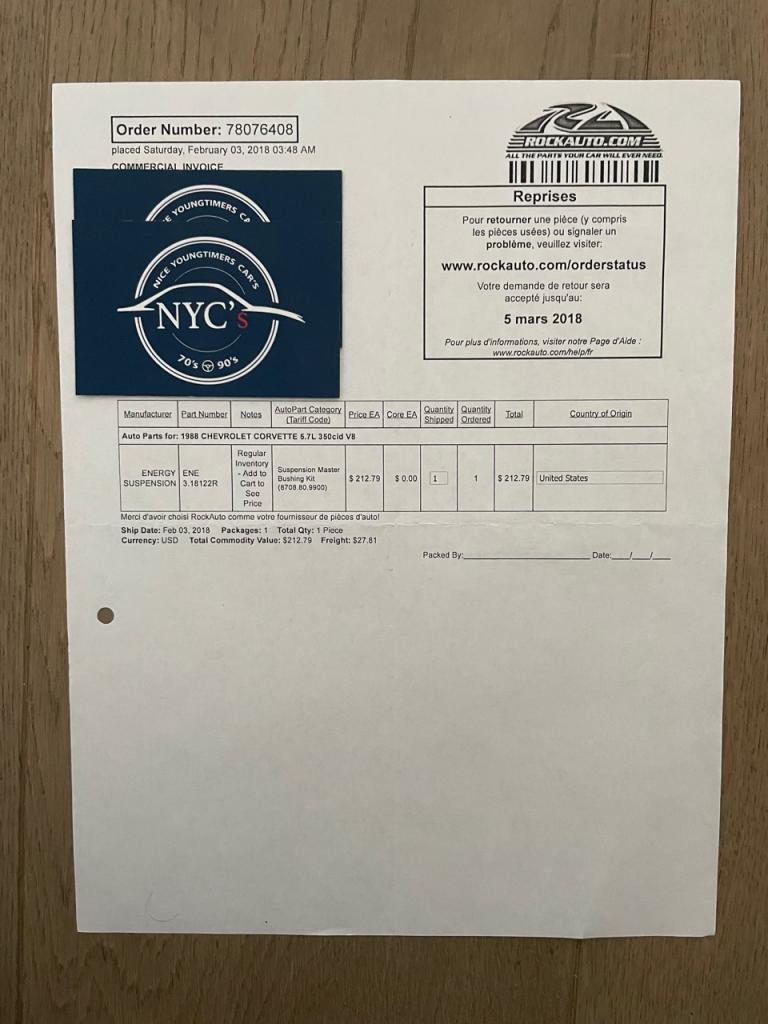 Order Number: 78076408
placed Saturday, February 03, 2018 03:48 AM
COMMERCIAL INVOICE
ROCKAUTO.COM
ALL THE PARTS YOUR CAR WILL EVER NEED.
Reprises
Pour retourner une pièce (y compris
les pièces usées) ou signaler un
problème, veuillez visiter:
www.rockauto.com/orderstatus
Votre demande de retour sera
accepté jusqu'au:
5 mars 2018
Pour plus d'informations, visiter notre Page d'Aide :
www.rockauto.com/help/fr
YOUNGTIMERS
NICE YOUNGTIMERS CAR'S
NYC's
70's 90's
Manufacturer Part Number Notes AutoPart Category (Tariff Code) Price EA Core EA Quantity Shipped Quantity Ordered Total Country of Origin
Auto Parts for: 1988 CHEVROLET CORVETTE 5.7L 350cid V8
ENERGY SUSPENSION ENE 3.18122R Regular Inventory - Add to Cart to See Price Suspension Master Bushing Kit (8708.80.9900) $ 212.79 $ 0.00 1 1 $ 212.79 United States
Merci d'avoir choisi RockAuto comme votre fournisseur de pièces d'auto!
Ship Date: Feb 03, 2018 Packages: 1 Total Qty: 1 Piece
Currency: USD Total Commodity Value: $212.79 Freight: $27.81
Packed By:____________________ Date:___/___/___